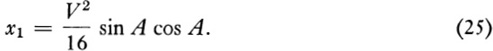 x₁ = V²/16 sin A cos A. (25)